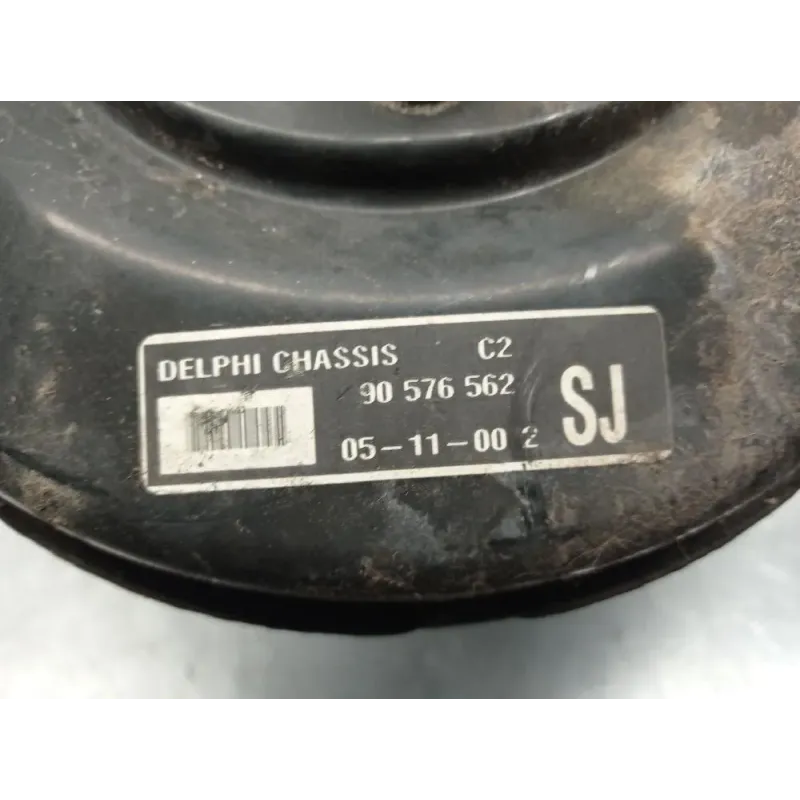 DELPHI CHASSIS C2
90 576 562
05-11-00 2
SJ